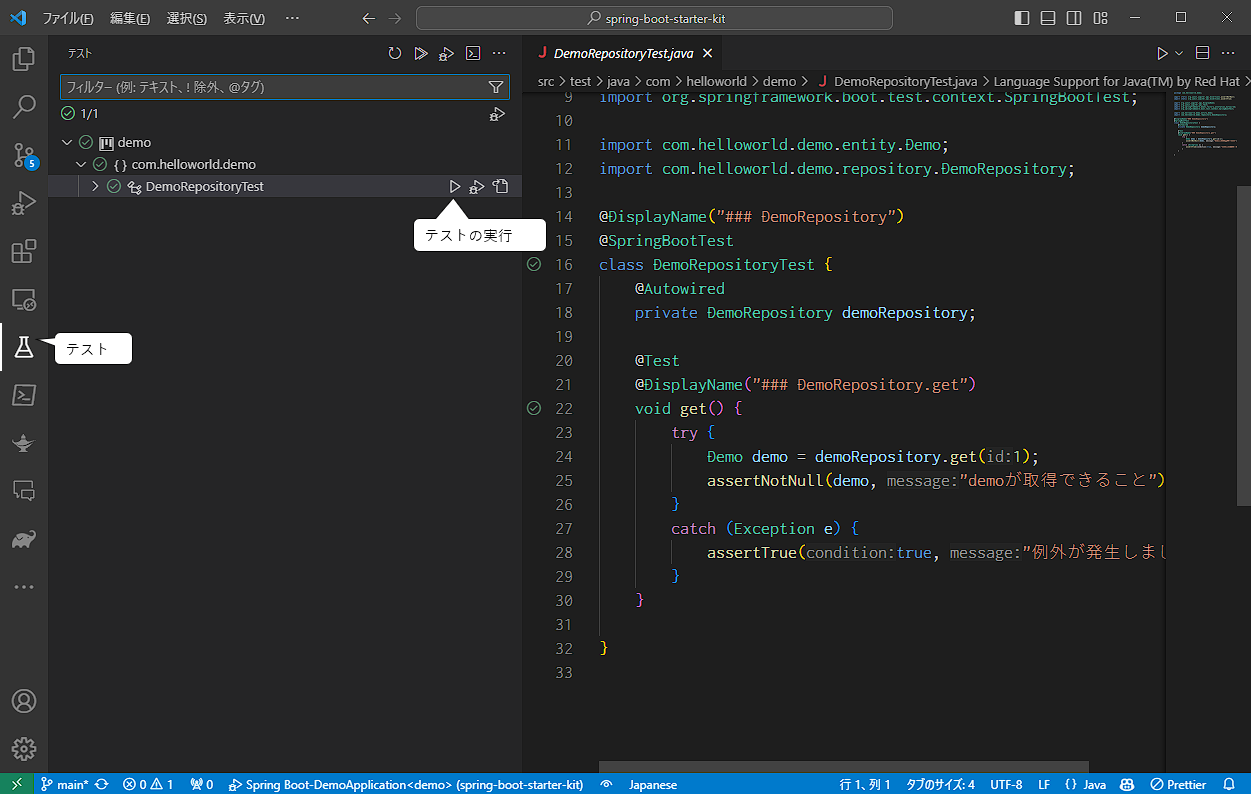 ファイル(F) 編集(E) 選択(S) 表示(V) ··· spring-boot-starter-kit
テスト
フィルター (例: テキスト、! 除外、@タグ)
1/1
demo
{ } com.helloworld.demo
DemoRepositoryTest
テストの実行
テスト
5
J DemoRepositoryTest.java
src > test > java > com > helloworld > demo > J DemoRepositoryTest.java > Language Support for Java(TM) by Red Hat >
9 import org.springframework.boot.test.context.SpringBootTest;
10
11 import com.helloworld.demo.entity.Demo;
12 import com.helloworld.demo.repository.DemoRepository;
13
14 @DisplayName("### DemoRepository")
15 @SpringBootTest
16 class DemoRepositoryTest {
17 @Autowired
18 private DemoRepository demoRepository;
19
20 @Test
21 @DisplayName("### DemoRepository.get")
22 void get() {
23 try {
24 Demo demo = demoRepository.get(id:1);
25 assertNotNull(demo, message:"demoが取得できること")
26 }
27 catch (Exception e) {
28 assertTrue(condition:true, message:"例外が発生しまし
29 }
30 }
31
32 }
33
main* 0 1 0 Spring Boot-DemoApplication<demo> (spring-boot-starter-kit) Japanese 行 1、列 1 タブのサイズ: 4 UTF-8 LF { } Java Prettier